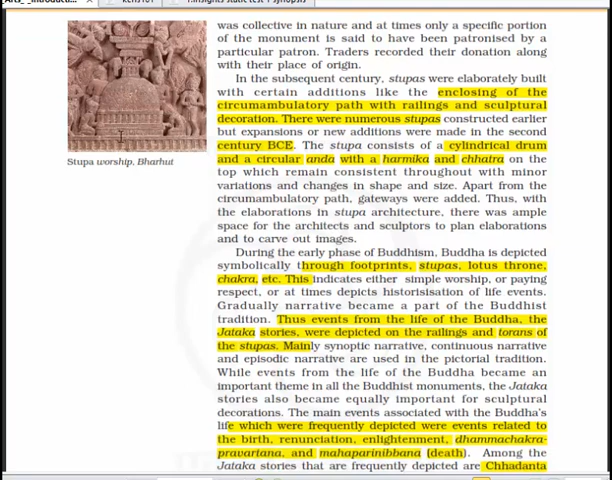 was collective in nature and at times only a specific portion
of the monument is said to have been patronised by a
particular patron. Traders recorded their donation along
with their place of origin.
In the subsequent century, stupas were elaborately built
with certain additions like the enclosing of the
circumambulatory path with railings and sculptural
decoration. There were numerous stupas constructed earlier
but expansions or new additions were made in the second
century BCE. The stupa consists of a cylindrical drum
and a circular anda with a harmika and chhatra on the
top which remain consistent throughout with minor
variations and changes in shape and size. Apart from the
circumambulatory path, gateways were added. Thus, with
the elaborations in stupa architecture, there was ample
space for the architects and sculptors to plan elaborations
and to carve out images.
Stupa worship, Bharhut
During the early phase of Buddhism, Buddha is depicted
symbolically through footprints, stupas, lotus throne,
chakra, etc. This indicates either simple worship, or paying
respect, or at times depicts historisisation of life events.
Gradually narrative became a part of the Buddhist
tradition. Thus events from the life of the Buddha, the
Jataka stories, were depicted on the railings and torans of
the stupas. Mainly synoptic narrative, continuous narrative
and episodic narrative are used in the pictorial tradition.
While events from the life of the Buddha became an
important theme in all the Buddhist monuments, the Jataka
stories also became equally important for sculptural
decorations. The main events associated with the Buddha's
life which were frequently depicted were events related to
the birth, renunciation, enlightenment, dhammachakra-
pravartana, and mahaparinibbana (death). Among the
Jataka stories that are frequently depicted are Chhadanta